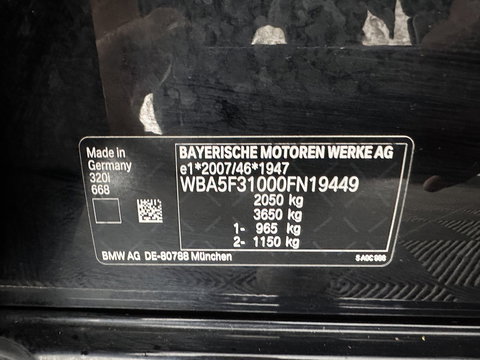 Made in
Germany
320i
668
BAYERISCHE MOTOREN WERKE AG
e1*2007/46*1947
WBA5F31000FN19449
2050 kg
3650 kg
1- 965 kg
2- 1150 kg
BMW AG DE-80788 München